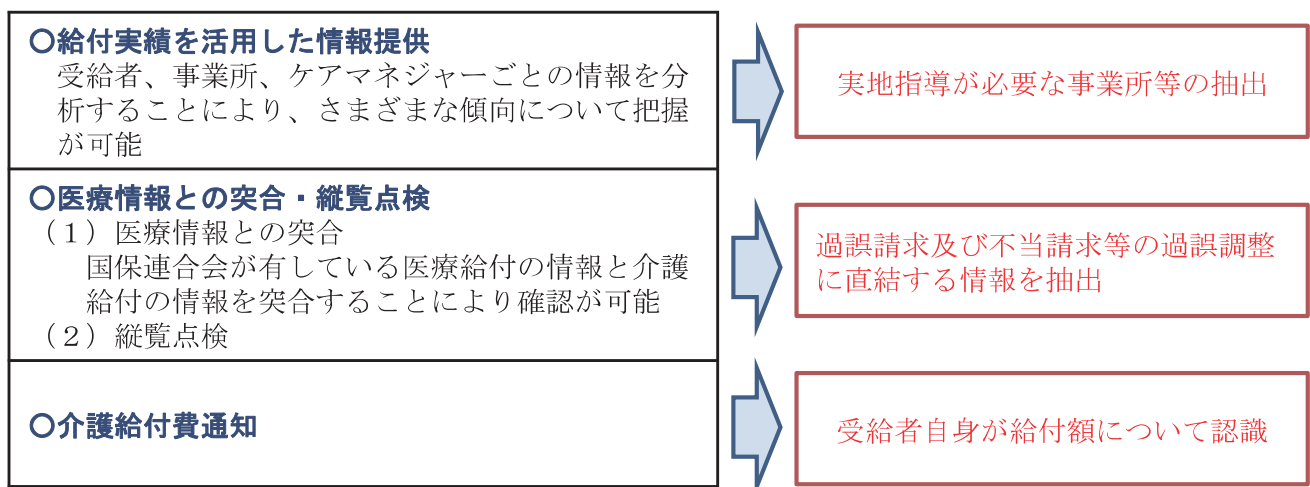 〇給付実績を活用した情報提供
受給者、事業所、ケアマネジャーごとの情報を分
析することにより、さまざまな傾向について把握
が可能
実地指導が必要な事業所等の抽出
〇医療情報との突合・縦覧点検
（１）医療情報との突合
国保連合会が有している医療給付の情報と介護
給付の情報を突合することにより確認が可能
（２）縦覧点検
過誤請求及び不当請求等の過誤調整
に直結する情報を抽出
〇介護給付費通知
受給者自身が給付額について認識